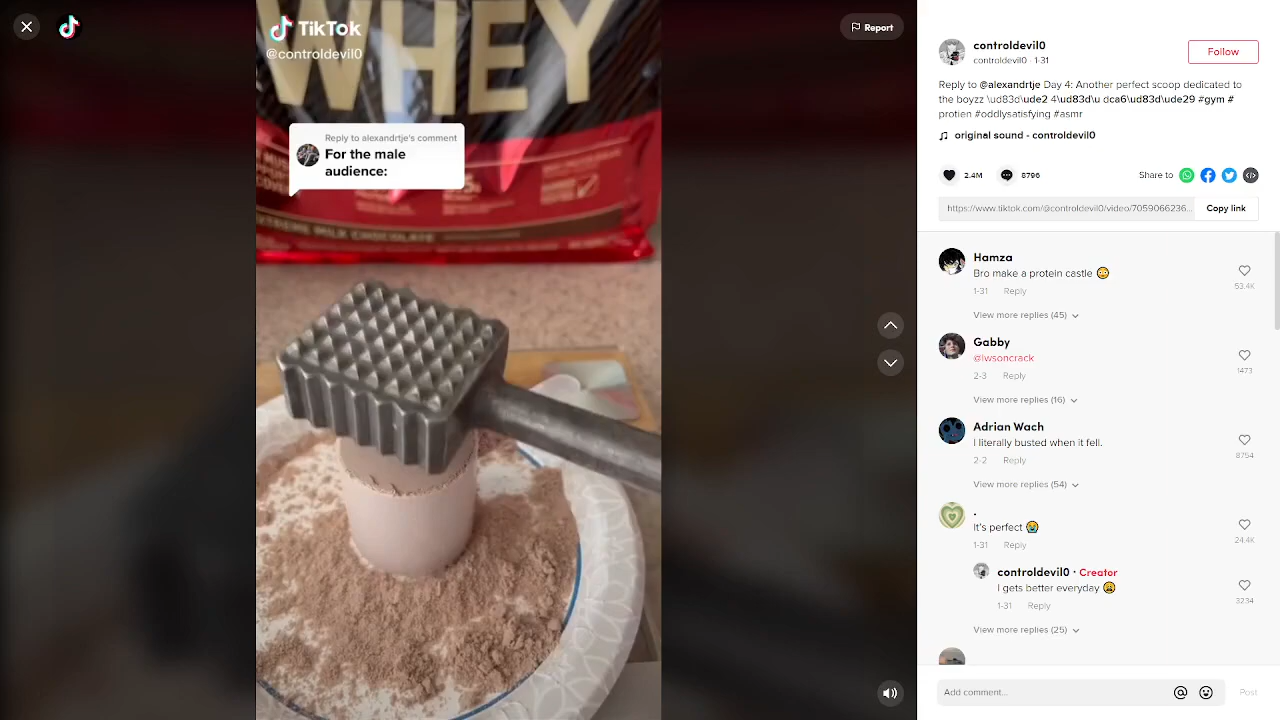 WHEY
TikTok
@controldevil0
Reply to alexandrtje's comment
For the male
audience:
EXTREME MILK CHOCOLATE
Report
controldevil0
controldevil0 · 1-31
Follow
Reply to @alexandrtje Day 4: Another perfect scoop dedicated to
the boyzz \ud83d\ude2 4\ud83d\u dca6\ud83d\ude29 #gym #
protien #oddlysatisfying #asmr
original sound - controldevil0
2.4M
8796
Share to
https://www.tiktok.com/@controldevil0/video/7059066236...
Copy link
Hamza
Bro make a protein castle 😳
1-31 Reply
View more replies (45)
53.4K
Gabby
@lwsoncrack
2-3 Reply
View more replies (16)
1473
Adrian Wach
I literally busted when it fell.
2-2 Reply
View more replies (54)
8754
.
It's perfect 😭
1-31 Reply
24.4K
controldevil0 · Creator
I gets better everyday 😩
1-31 Reply
3234
View more replies (25)
Add comment...
Post